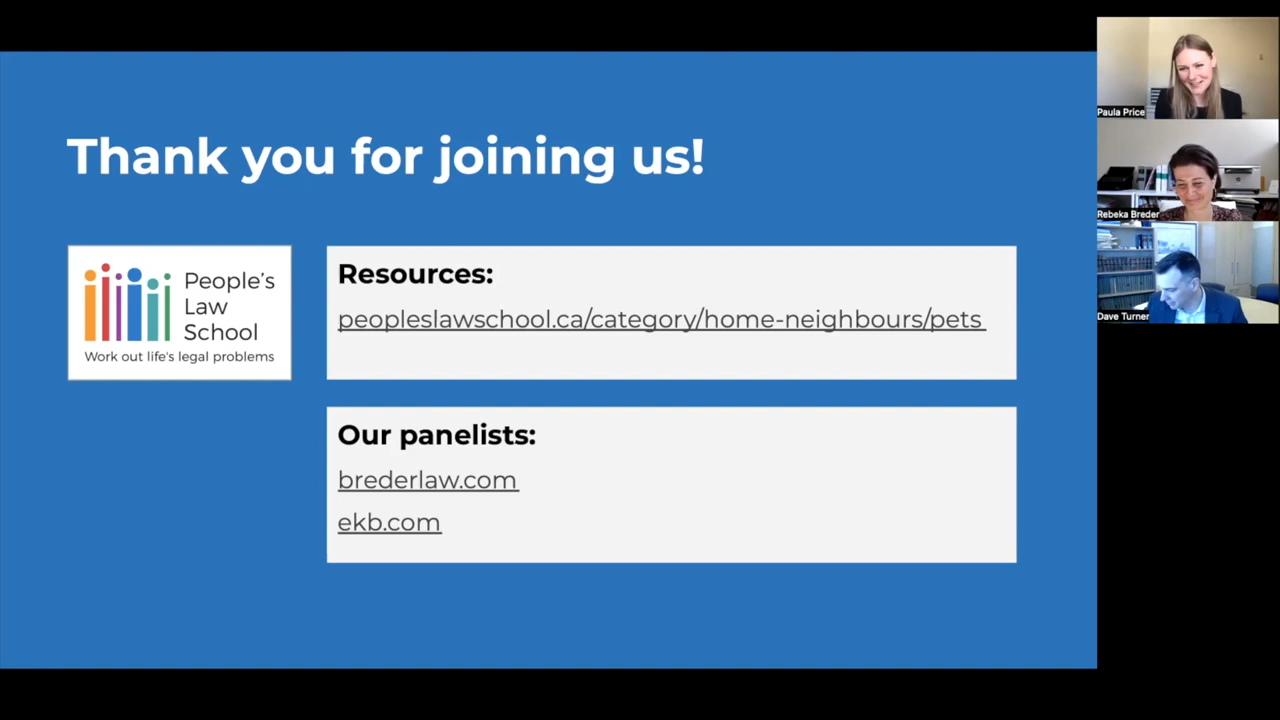 Thank you for joining us!
People's
Law
School
Work out life's legal problems
Resources:
peopleslawschool.ca/category/home-neighbours/pets
Our panelists:
brederlaw.com
ekb.com
Paula Price
Rebeka Breder
Dave Turner